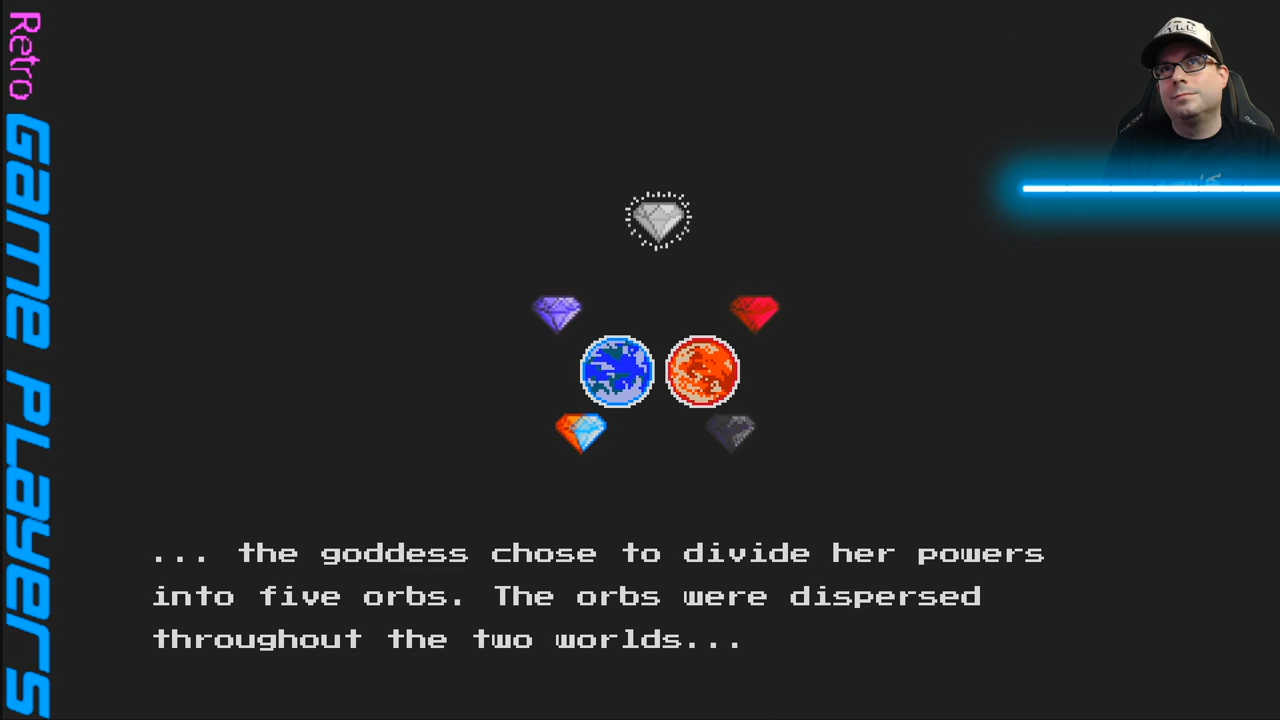 Retro Game Players
... the goddess chose to divide her powers
into five orbs. The orbs were dispersed
throughout the two worlds...